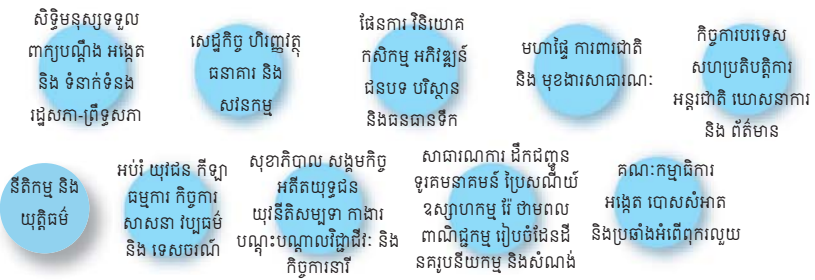 សិទ្ធិមនុស្សទទួល
ពាក្យបណ្តឹង អង្កេត
និង ទំនាក់ទំនង
រដ្ឋសភា-ព្រឹទ្ធសភា
សេដ្ឋកិច្ច ហិរញ្ញវត្ថុ
ធនាគារ និង
សវនកម្ម
ផែនការ វិនិយោគ
កសិកម្ម អភិវឌ្ឍន៍
ជនបទ បរិស្ថាន
និងធនធានទឹក
មហាផ្ទៃ ការពារជាតិ
និង មុខងារសាធារណៈ
កិច្ចការបរទេស
សហប្រតិបត្តិការ
អន្តរជាតិ ឃោសនាការ
និង ព័ត៌មាន
នីតិកម្ម និង
យុត្តិធម៌
អប់រំ យុវជន កីឡា
ធម្មការ កិច្ចការ
សាសនា វប្បធម៌
និង ទេសចរណ៍
សុខាភិបាល សង្គមកិច្ច
អតីតយុទ្ធជន
យុវនីតិសម្បទា ការងារ
បណ្តុះបណ្តាលវិជ្ជាជីវៈ និង
កិច្ចការនារី
សាធារណការ ដឹកជញ្ជូន
ទូរគមនាគមន៍ ប្រៃសណីយ៍
ឧស្សាហកម្ម រ៉ែ ថាមពល
ពាណិជ្ជកម្ម រៀបចំដែនដី
នគរូបនីយកម្ម និងសំណង់
គណៈកម្មាធិការ
អង្កេត បោសសំអាត
និងប្រឆាំងអំពើពុករលួយ